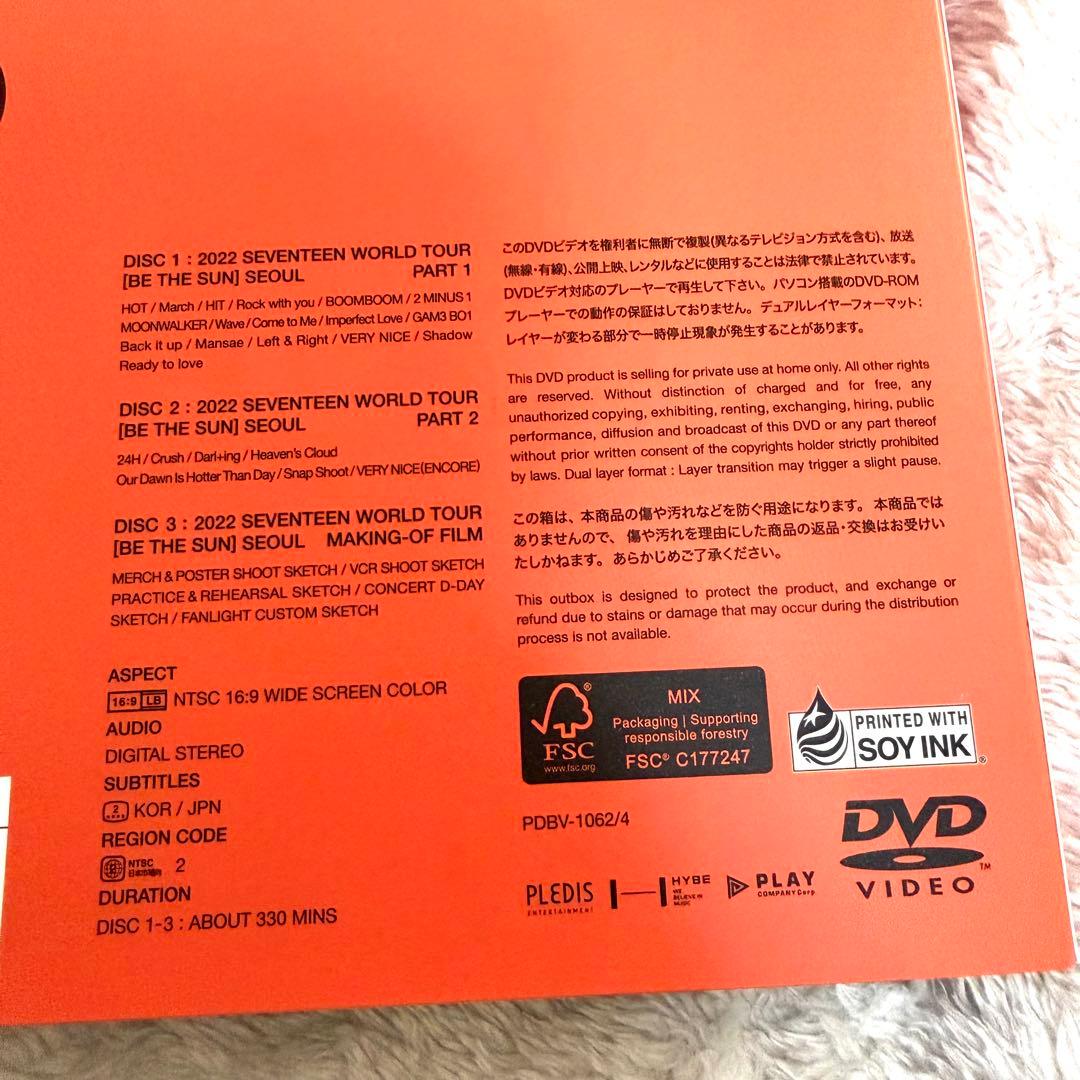 DISC 1 : 2022 SEVENTEEN WORLD TOUR
[BE THE SUN] SEOUL PART 1
HOT / March / HIT / Rock with you / BOOMBOOM / 2 MINUS 1
MOONWALKER / Wave / Come to Me / Imperfect Love / GAM3 BO1
Back it up / Mansae / Left & Right / VERY NICE / Shadow
Ready to love
DISC 2 : 2022 SEVENTEEN WORLD TOUR
[BE THE SUN] SEOUL PART 2
24H / Crush / Darl+ing / Heaven's Cloud
Our Dawn Is Hotter Than Day / Snap Shoot / VERY NICE(ENCORE)
DISC 3 : 2022 SEVENTEEN WORLD TOUR
[BE THE SUN] SEOUL MAKING-OF FILM
MERCH & POSTER SHOOT SKETCH / VCR SHOOT SKETCH
PRACTICE & REHEARSAL SKETCH / CONCERT D-DAY
SKETCH / FANLIGHT CUSTOM SKETCH
ASPECT
16:9 LB NTSC 16:9 WIDE SCREEN COLOR
AUDIO
DIGITAL STEREO
SUBTITLES
2 KOR / JPN
REGION CODE
2 NTSC 日本市場向 2
DURATION
DISC 1-3 : ABOUT 330 MINS
このDVDビデオを権利者に無断で複製(異なるテレビジョン方式を含む)、放送
(無線・有線)、公開上映、レンタルなどに使用することは法律で禁止されています。
DVDビデオ対応のプレーヤーで再生して下さい。パソコン搭載のDVD-ROM
プレーヤーでの動作の保証はしておりません。デュアルレイヤーフォーマット:
レイヤーが変わる部分で一時停止現象が発生することがあります。
This DVD product is selling for private use at home only. All other rights
are reserved. Without distinction of charged and for free, any
unauthorized copying, exhibiting, renting, exchanging, hiring, public
performance, diffusion and broadcast of this DVD or any part thereof
without prior written consent of the copyrights holder strictly prohibited
by laws. Dual layer format : Layer transition may trigger a slight pause.
この箱は、本商品の傷や汚れなどを防ぐ用途になります。本商品では
ありませんので、傷や汚れを理由にした商品の返品・交換はお受けい
たしかねます。あらかじめご了承ください。
This outbox is designed to protect the product, and exchange or
refund due to stains or damage that may occur during the distribution
process is not available.
FSC
www.fsc.org
MIX
Packaging | Supporting
responsible forestry
FSC® C177247
PRINTED WITH
SOY INK®
PDBV-1062/4
DVD
VIDEO™
PLEDIS
ENTERTAINMENT
HYBE
WE
BELIEVE IN
MUSIC
PLAY
COMPANY Corp